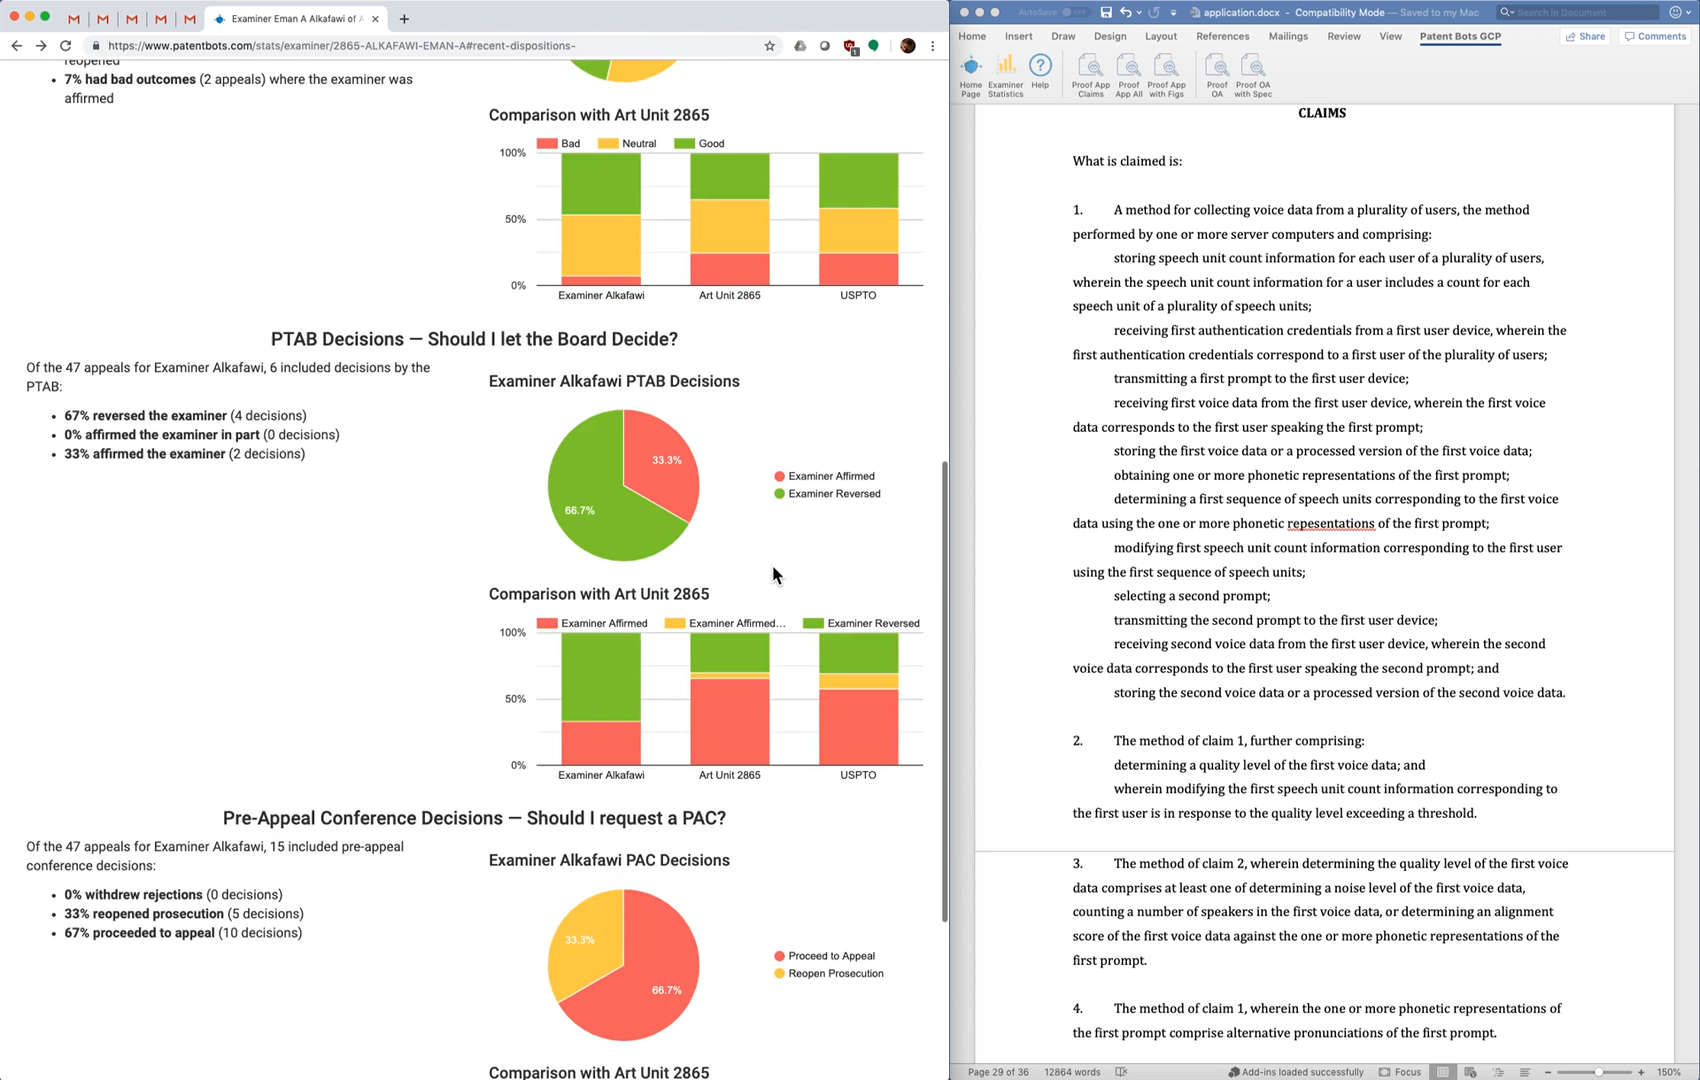 Examiner Eman A Alkafawi of A
https://www.patentbots.com/stats/examiner/2865-ALKAFAWI-EMAN-A#recent-dispositions-
1
reopened
• 7% had bad outcomes (2 appeals) where the examiner was
affirmed
Comparison with Art Unit 2865
Bad Neutral Good
100%
50%
0%
Examiner Alkafawi Art Unit 2865 USPTO
PTAB Decisions — Should I let the Board Decide?
Of the 47 appeals for Examiner Alkafawi, 6 included decisions by the
PTAB:
• 67% reversed the examiner (4 decisions)
• 0% affirmed the examiner in part (0 decisions)
• 33% affirmed the examiner (2 decisions)
Examiner Alkafawi PTAB Decisions
33.3%
66.7%
Examiner Affirmed
Examiner Reversed
Comparison with Art Unit 2865
Examiner Affirmed Examiner Affirmed... Examiner Reversed
100%
50%
0%
Examiner Alkafawi Art Unit 2865 USPTO
Pre-Appeal Conference Decisions — Should I request a PAC?
Of the 47 appeals for Examiner Alkafawi, 15 included pre-appeal
conference decisions:
• 0% withdrew rejections (0 decisions)
• 33% reopened prosecution (5 decisions)
• 67% proceeded to appeal (10 decisions)
Examiner Alkafawi PAC Decisions
33.3%
66.7%
Proceed to Appeal
Reopen Prosecution
Comparison with Art Unit 2865
AutoSave OFF application.docx - Compatibility Mode — Saved to my Mac Search in Document
Home Insert Draw Design Layout References Mailings Review View Patent Bots GCP Share Comments
Home Page
Examiner Statistics
Help
Proof App Claims
Proof App All
Proof App with Figs
Proof OA
Proof OA with Spec
CLAIMS
What is claimed is:
1. A method for collecting voice data from a plurality of users, the method
performed by one or more server computers and comprising:
storing speech unit count information for each user of a plurality of users,
wherein the speech unit count information for a user includes a count for each
speech unit of a plurality of speech units;
receiving first authentication credentials from a first user device, wherein the
first authentication credentials correspond to a first user of the plurality of users;
transmitting a first prompt to the first user device;
receiving first voice data from the first user device, wherein the first voice
data corresponds to the first user speaking the first prompt;
storing the first voice data or a processed version of the first voice data;
obtaining one or more phonetic representations of the first prompt;
determining a first sequence of speech units corresponding to the first voice
data using the one or more phonetic repesentations of the first prompt;
modifying first speech unit count information corresponding to the first user
using the first sequence of speech units;
selecting a second prompt;
transmitting the second prompt to the first user device;
receiving second voice data from the first user device, wherein the second
voice data corresponds to the first user speaking the second prompt; and
storing the second voice data or a processed version of the second voice data.
2. The method of claim 1, further comprising:
determining a quality level of the first voice data; and
wherein modifying the first speech unit count information corresponding to
the first user is in response to the quality level exceeding a threshold.
3. The method of claim 2, wherein determining the quality level of the first voice
data comprises at least one of determining a noise level of the first voice data,
counting a number of speakers in the first voice data, or determining an alignment
score of the first voice data against the one or more phonetic representations of the
first prompt.
4. The method of claim 1, wherein the one or more phonetic representations of
the first prompt comprise alternative pronunciations of the first prompt.
Page 29 of 36 12864 words Add-ins loaded successfully Focus 150%